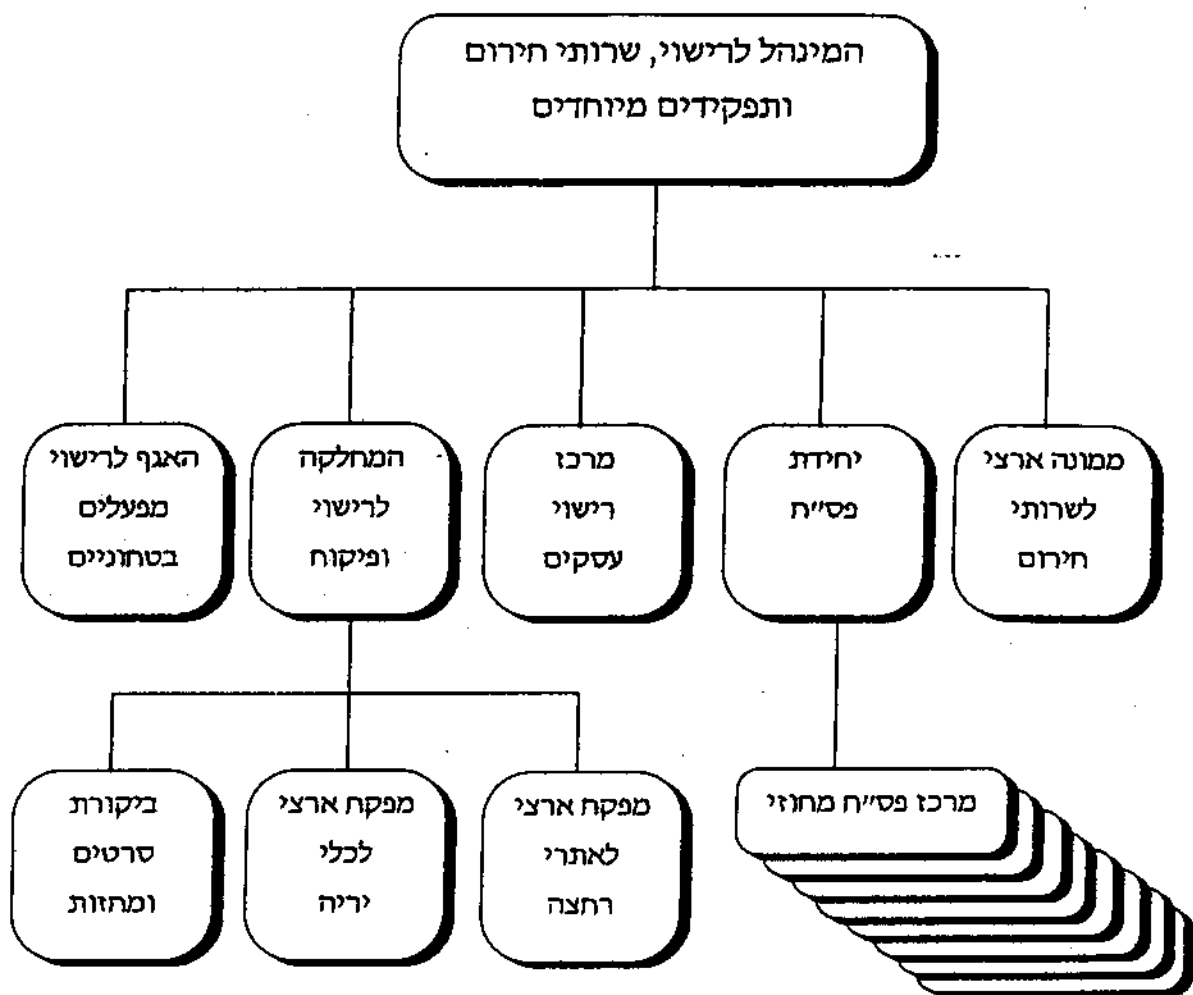 המינהל לרישוי, שרותי חירום
ותפקידים מיוחדים
ממונה ארצי
לשרותי
חירום
יחידת
פס״ח
מרכז
רישוי
עסקים
המחלקה
לרישוי
ופיקוח
האגף לרישוי
מפעלים
בטחוניים
מרכז פס״ח מחוזי
מפקח ארצי
לאתרי
רחצה
מפקח ארצי
לכלי
יריה
ביקורת
סרטים
ומחזות